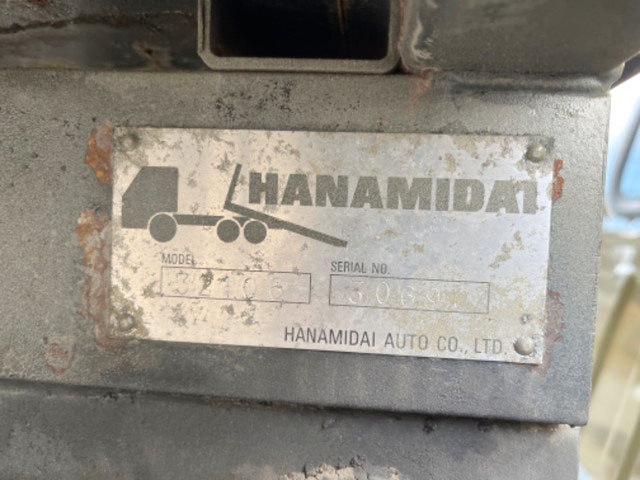 HANAMIDAI
MODEL
SERIAL NO.
HANAMIDAI AUTO CO., LTD.